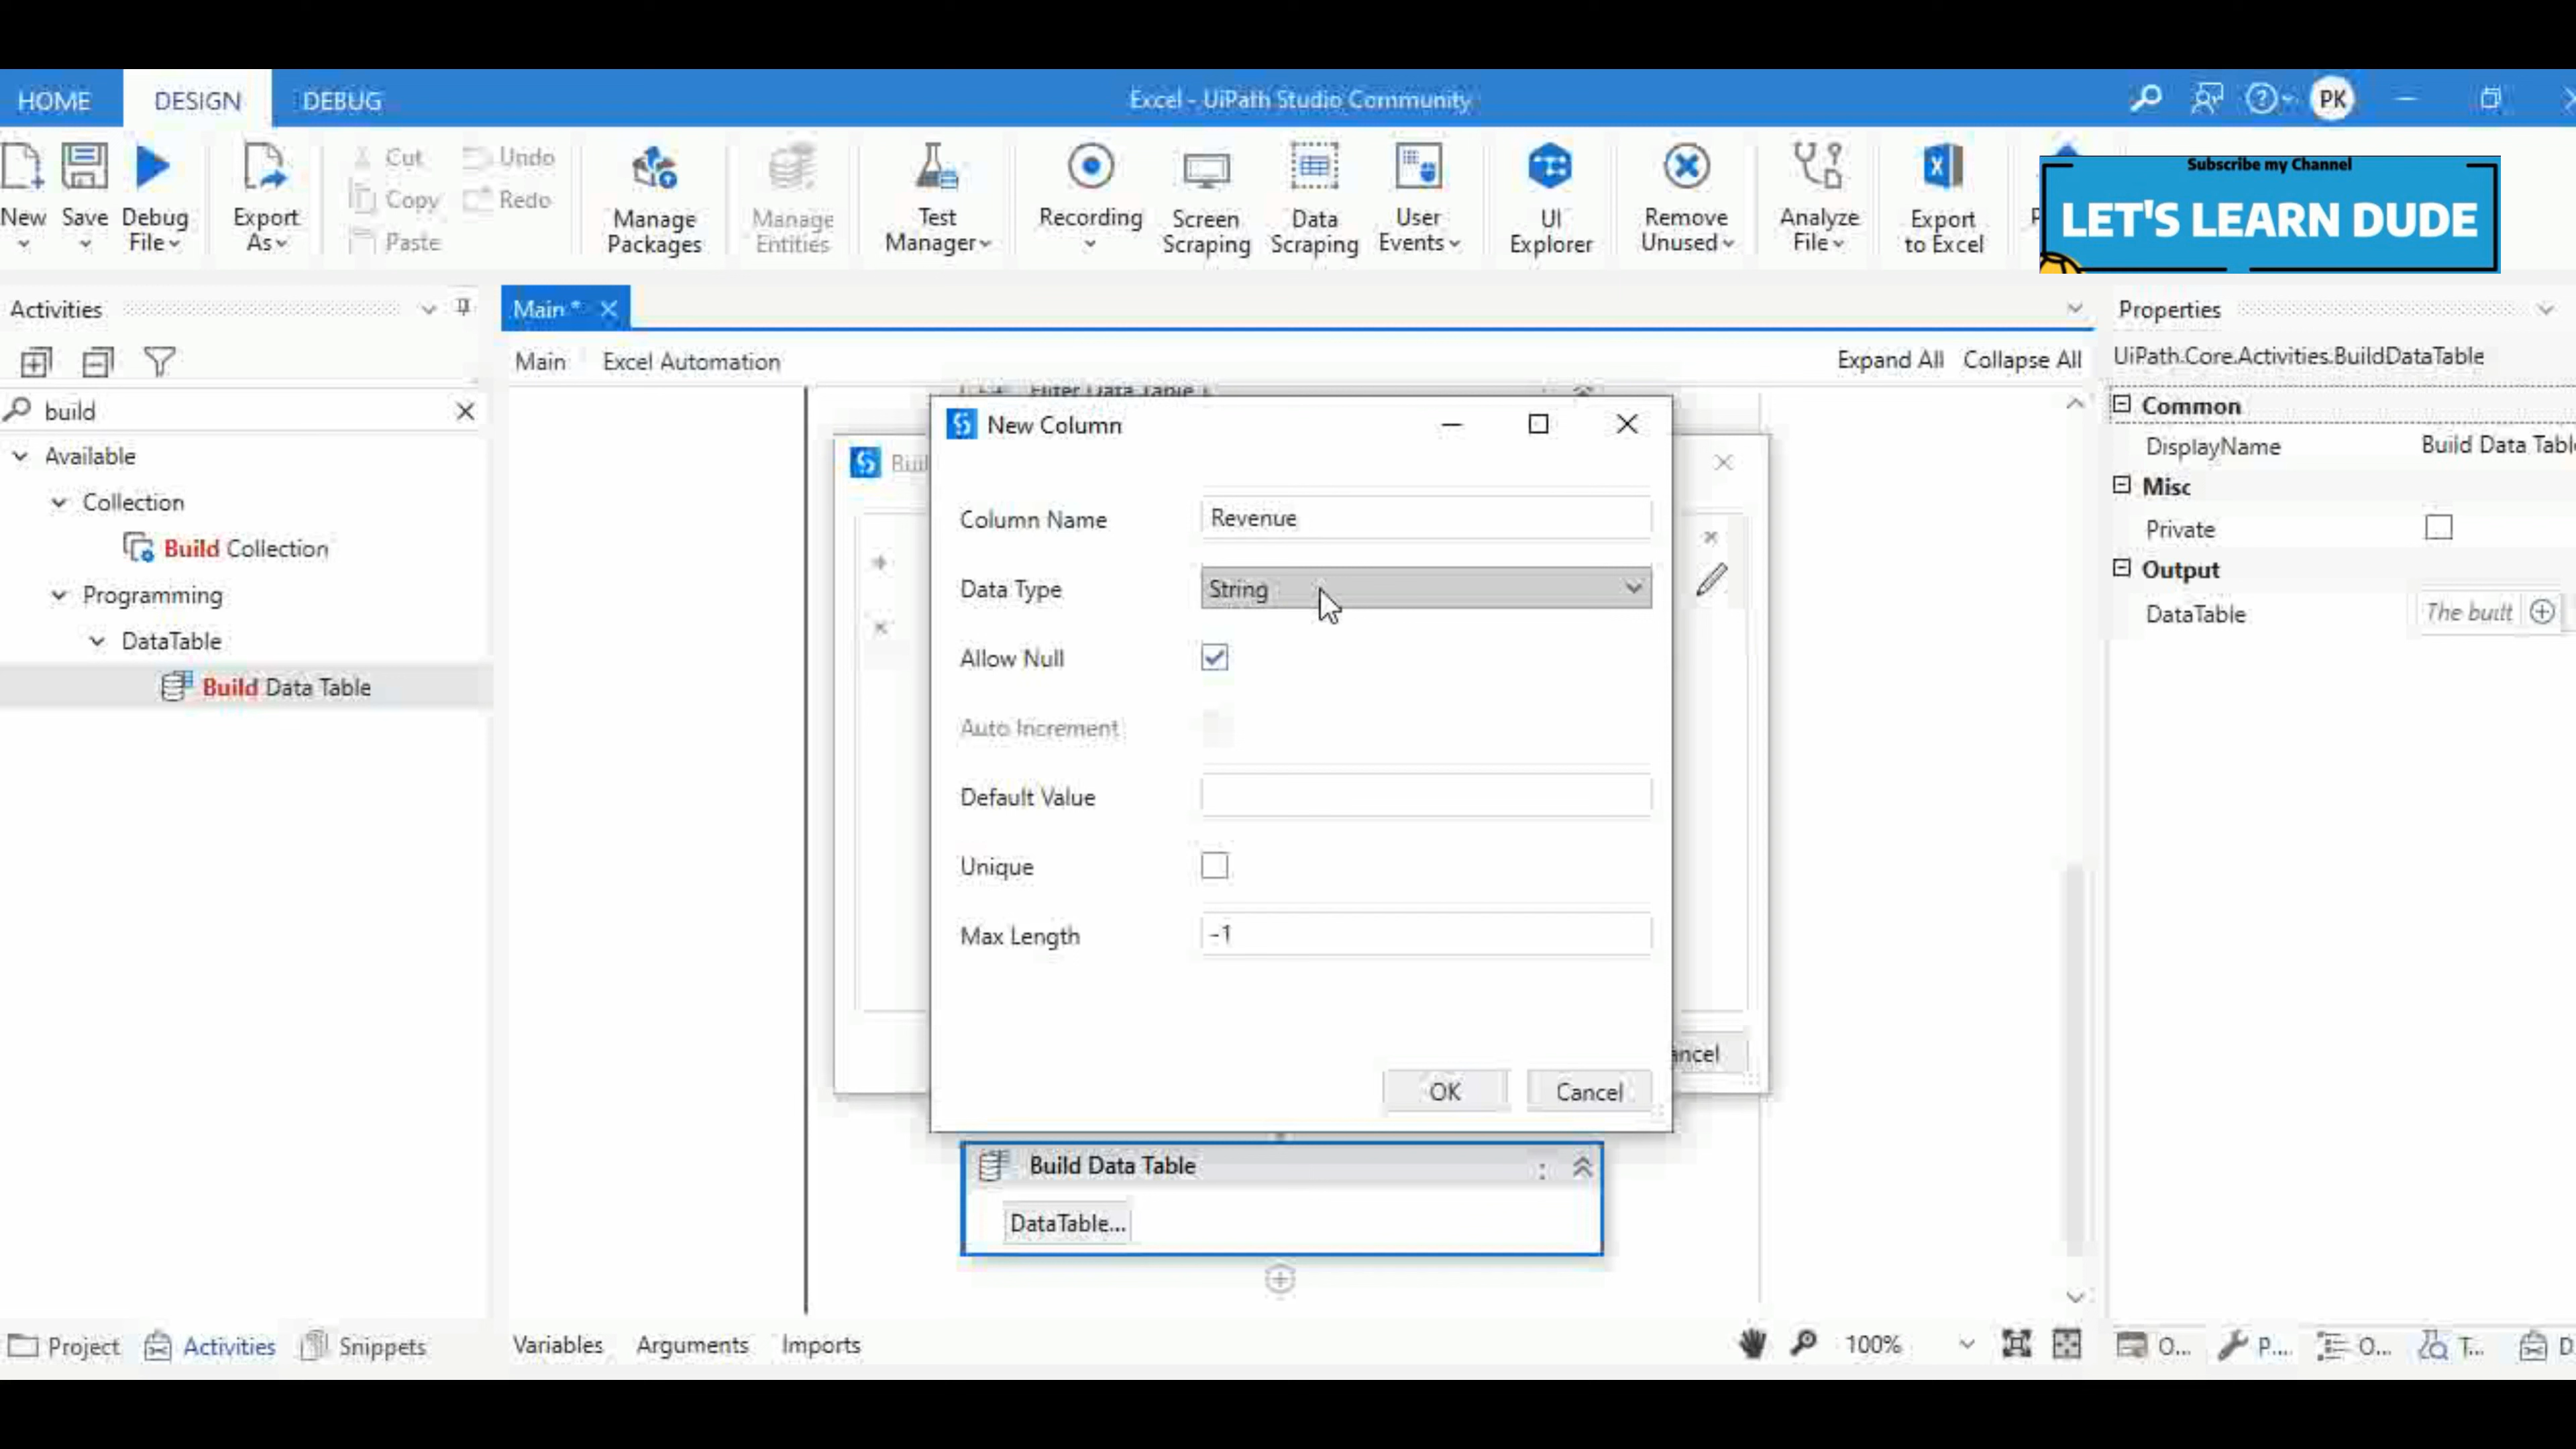 HOME DESIGN DEBUG Excel - UiPath Studio Community PK
Cut Undo
Copy Redo
Paste
New Save Debug File Export As Manage Packages Manage Entities Test Manager Recording Screen Scraping Data Scraping User Events UI Explorer Remove Unused Analyze File Export to Excel
Subscribe my Channel
LET'S LEARN DUDE
Activities
build
Available
Collection
Build Collection
Programming
DataTable
Build Data Table
Main *
Main Excel Automation Expand All Collapse All
Filter Data Table
New Column
Column Name Revenue
Data Type String
Allow Null
Auto Increment
Default Value
Unique
Max Length -1
OK Cancel
Build Data Table
DataTable...
Properties
UiPath.Core.Activities.BuildDataTable
Common
DisplayName Build Data Tabl
Misc
Private
Output
DataTable The built
Project Activities Snippets
Variables Arguments Imports 100%
O... P... O... T... D